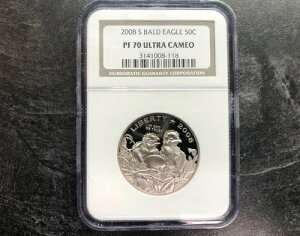 2008 S BALD EAGLE 50C
PF 70 ULTRA CAMEO
3141008-118
NUMISMATIC GUARANTY CORPORATION
LIBERTY
2008